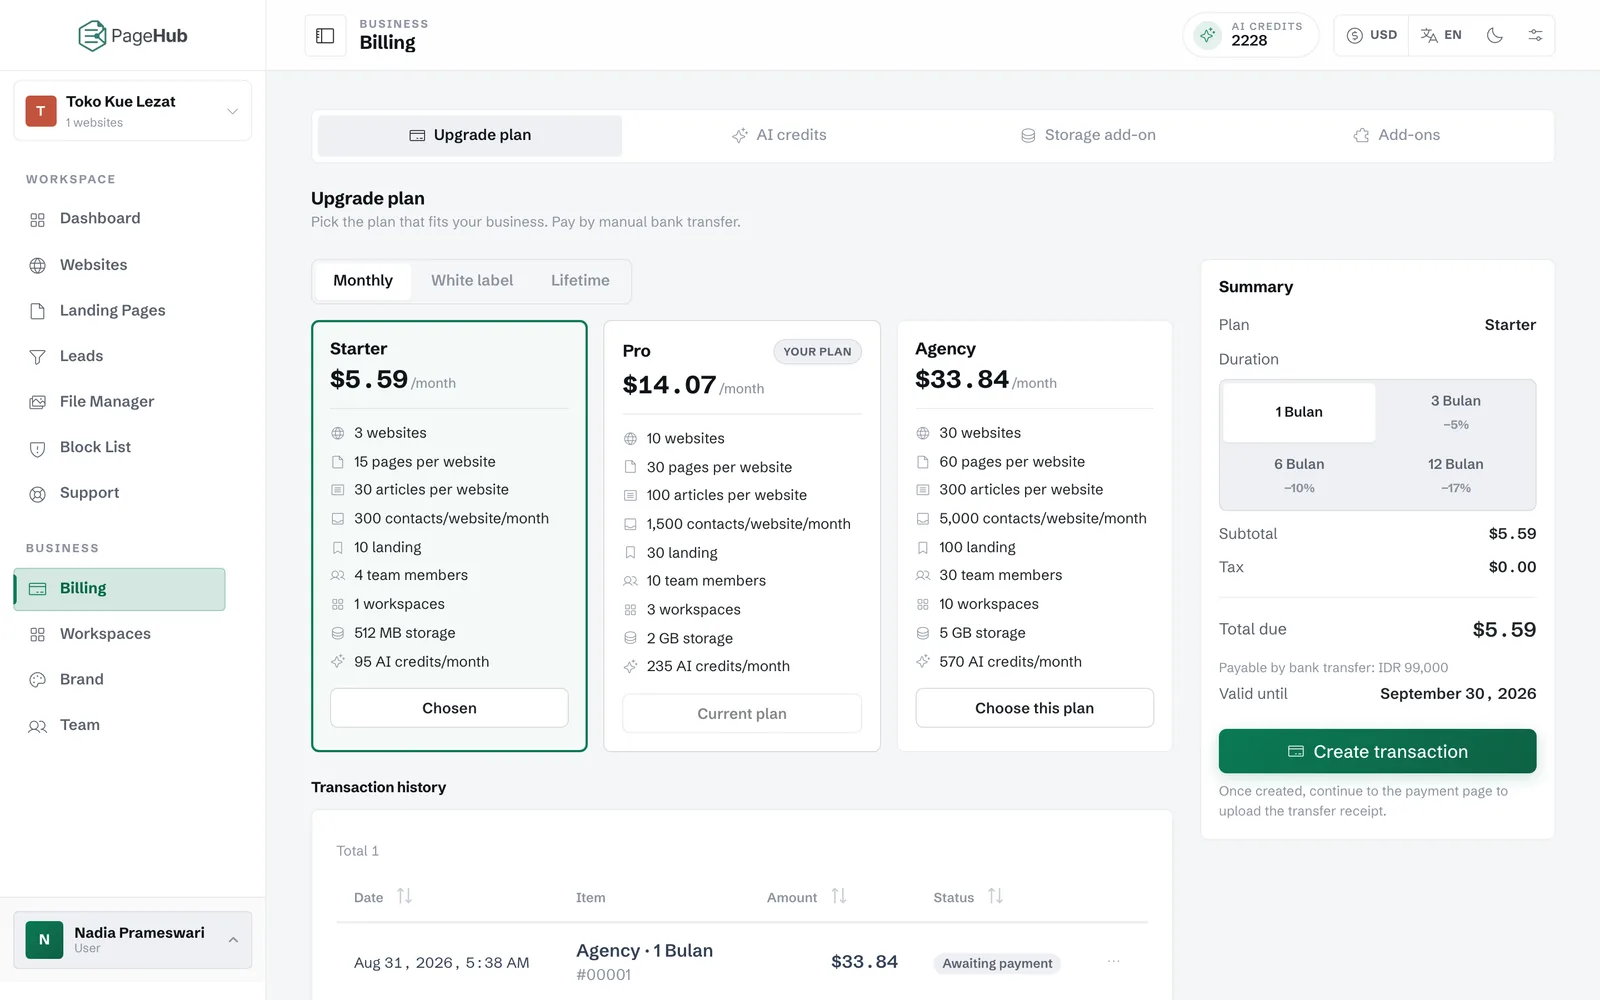 PageHub
BUSINESS
Billing
AI CREDITS
2228
USD
EN
T
Toko Kue Lezat
1 websites
WORKSPACE
Dashboard
Websites
Landing Pages
Leads
File Manager
Block List
Support
BUSINESS
Billing
Workspaces
Brand
Team
N
Nadia Prameswari
User
Upgrade plan
AI credits
Storage add-on
Add-ons
Upgrade plan
Pick the plan that fits your business. Pay by manual bank transfer.
Monthly
White label
Lifetime
Starter
$5.59 /month
3 websites
15 pages per website
30 articles per website
300 contacts/website/month
10 landing
4 team members
1 workspaces
512 MB storage
95 AI credits/month
Chosen
Pro
YOUR PLAN
$14.07 /month
10 websites
30 pages per website
100 articles per website
1,500 contacts/website/month
30 landing
10 team members
3 workspaces
2 GB storage
235 AI credits/month
Current plan
Agency
$33.84 /month
30 websites
60 pages per website
300 articles per website
5,000 contacts/website/month
100 landing
30 team members
10 workspaces
5 GB storage
570 AI credits/month
Choose this plan
Summary
Plan Starter
Duration
1 Bulan
3 Bulan
−5%
6 Bulan
−10%
12 Bulan
−17%
Subtotal $5.59
Tax $0.00
Total due $5.59
Payable by bank transfer: IDR 99,000
Valid until September 30, 2026
Create transaction
Once created, continue to the payment page to
upload the transfer receipt.
Transaction history
Total 1
Date Item Amount Status
Aug 31, 2026, 5:38 AM
Agency · 1 Bulan
#00001
$33.84
Awaiting payment